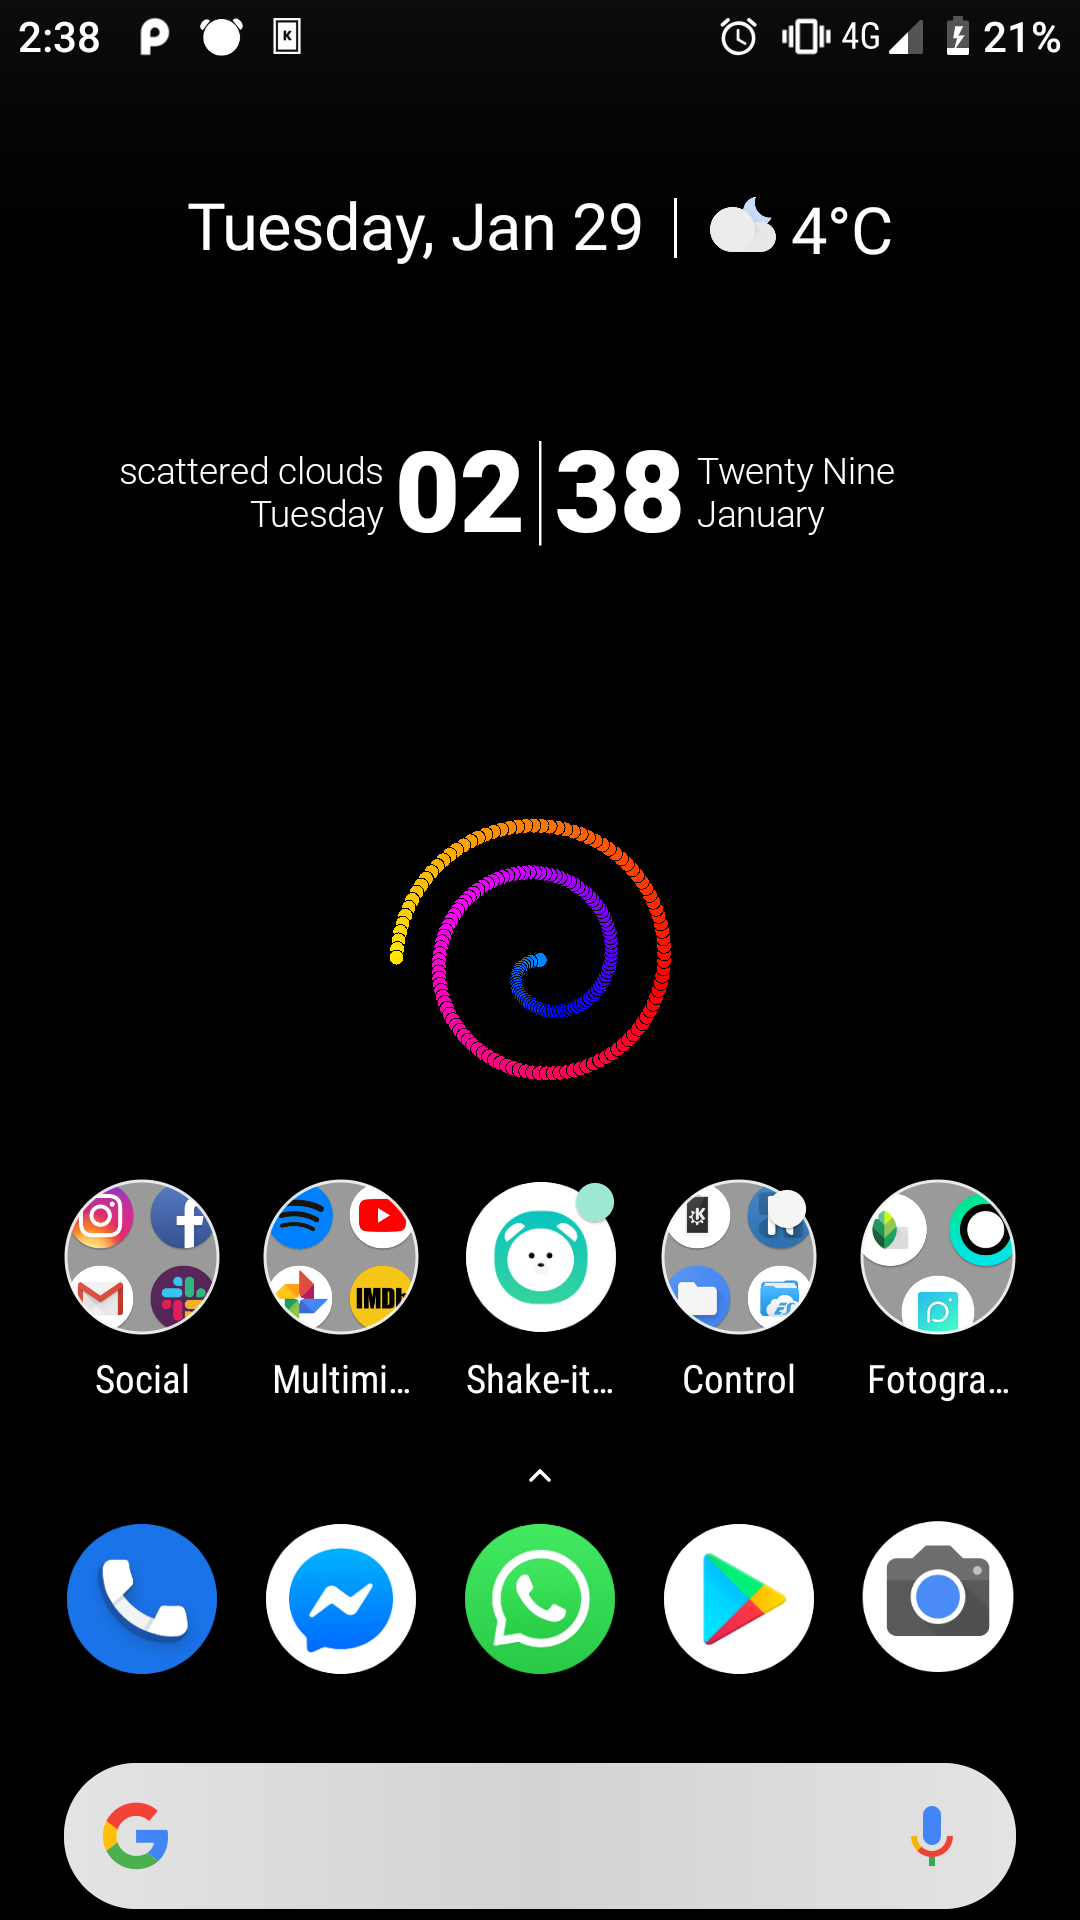 2:38 4G 21%
Tuesday, Jan 29 4°C
scattered clouds
Tuesday
02 38
Twenty Nine
January
IMDb
Social Multimi... Shake-it... Control Fotogra...